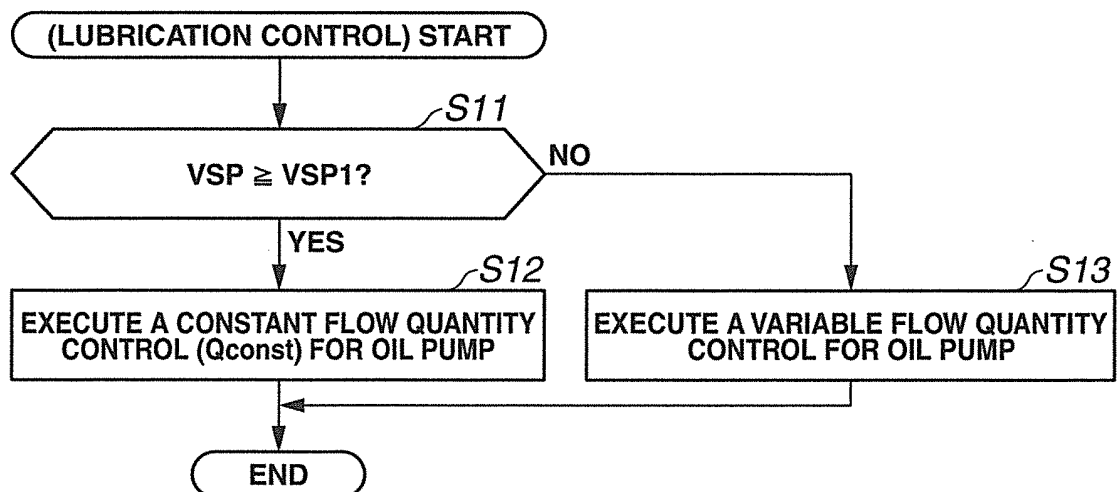 (LUBRICATION CONTROL) START
S11
VSP ≧ VSP1?
NO
YES
S12
EXECUTE A CONSTANT FLOW QUANTITY
CONTROL (Qconst) FOR OIL PUMP
S13
EXECUTE A VARIABLE FLOW QUANTITY
CONTROL FOR OIL PUMP
END